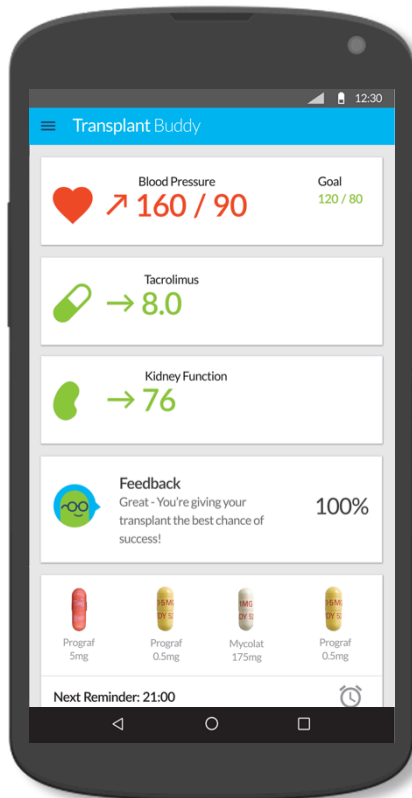 12:30
Transplant Buddy
Blood Pressure
160 / 90
Goal
120 / 80
Tacrolimus
8.0
Kidney Function
76
Feedback
Great - You're giving your
transplant the best chance of
success!
100%
Prograf
5mg
Prograf
0.5mg
Mycolat
175mg
Prograf
0.5mg
Next Reminder: 21:00